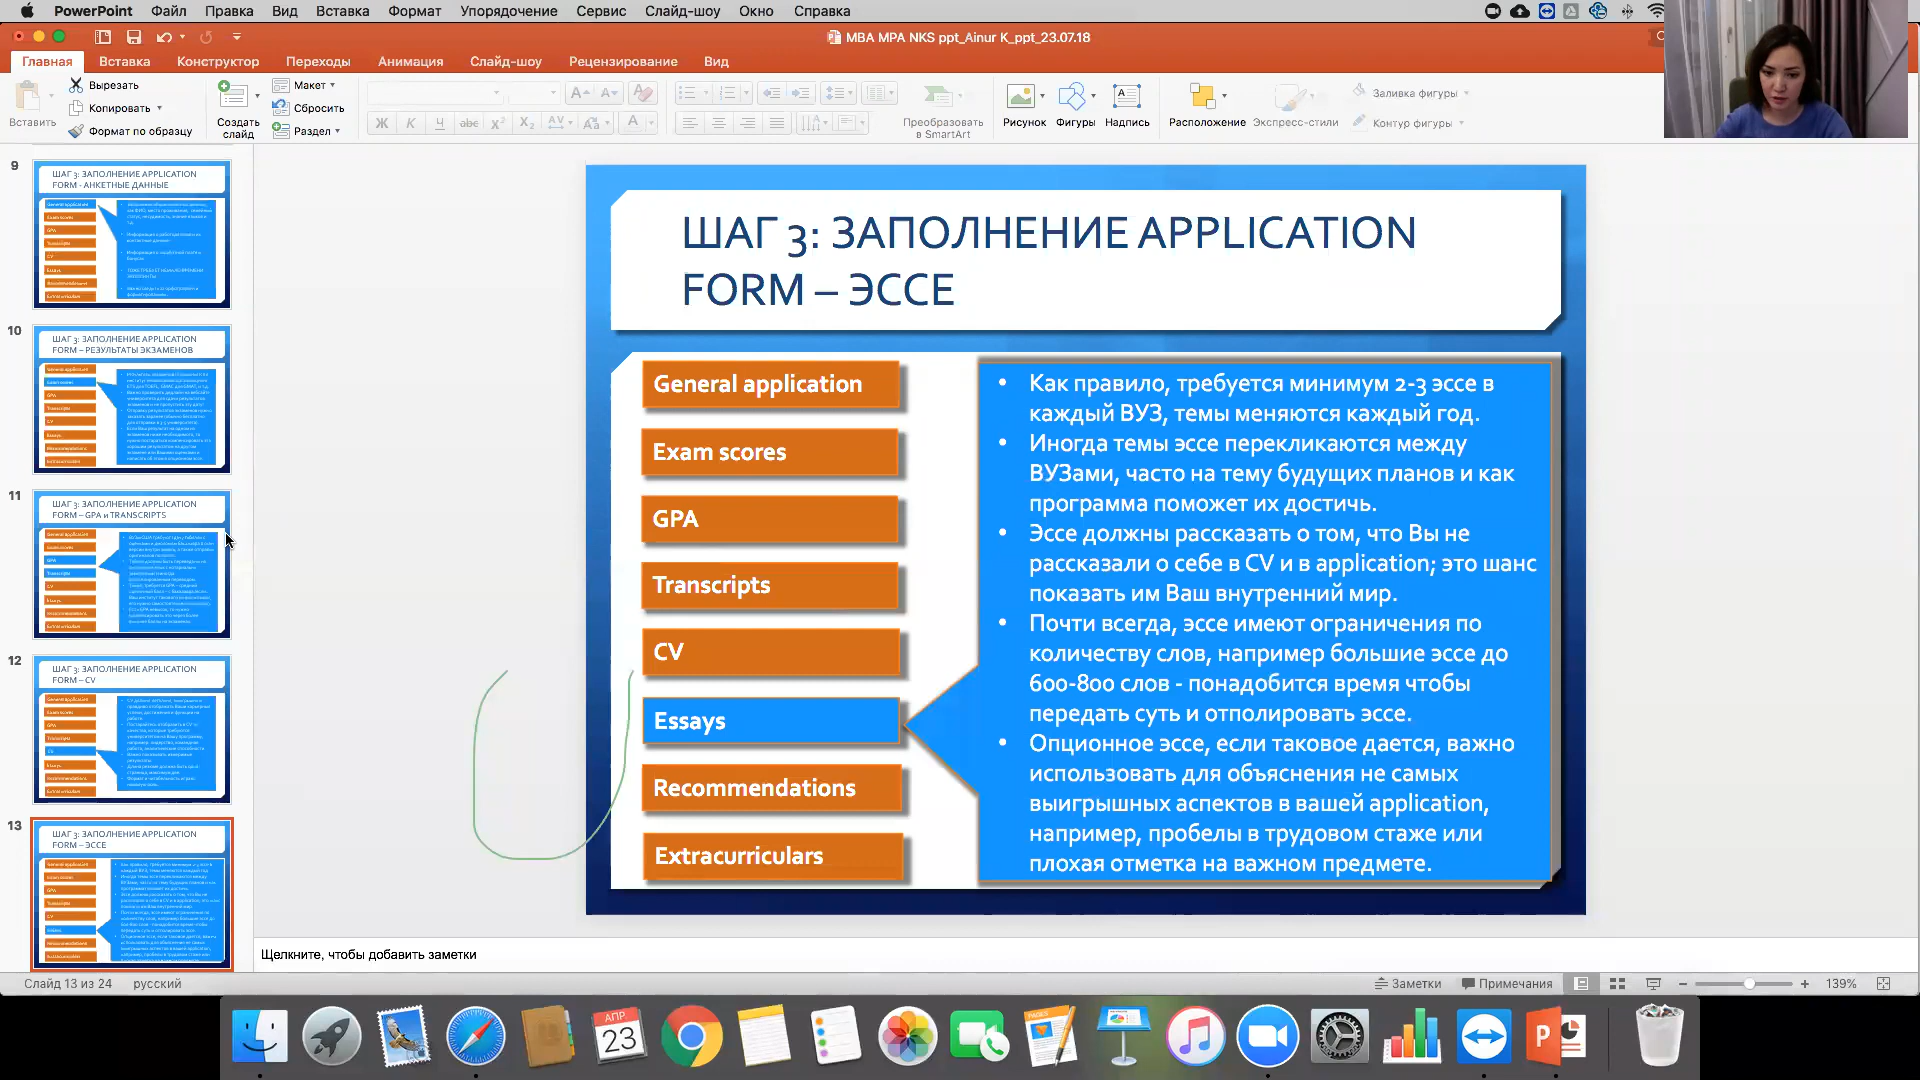 PowerPoint Файл Правка Вид Вставка Формат Упорядочение Сервис Слайд-шоу Окно Справка
MBA MPA NKS ppt_Ainur K_ppt_23.07.18
Главная Вставка Конструктор Переходы Анимация Слайд-шоу Рецензирование Вид
Вставить
Вырезать
Копировать
Формат по образцу
Создать слайд
Макет
Сбросить
Раздел
Преобразовать в SmartArt
Рисунок Фигуры Надпись
Расположение Экспресс-стили
Заливка фигуры
Контур фигуры
9
ШАГ 3: ЗАПОЛНЕНИЕ APPLICATION
FORM - АНКЕТНЫЕ ДАННЫЕ
10
ШАГ 3: ЗАПОЛНЕНИЕ APPLICATION
FORM – РЕЗУЛЬТАТЫ ЭКЗАМЕНОВ
11
ШАГ 3: ЗАПОЛНЕНИЕ APPLICATION
FORM – GPA и TRANSCRIPTS
12
ШАГ 3: ЗАПОЛНЕНИЕ APPLICATION
FORM – CV
13
ШАГ 3: ЗАПОЛНЕНИЕ APPLICATION
FORM – ЭССЕ
ШАГ 3: ЗАПОЛНЕНИЕ APPLICATION
FORM – ЭССЕ
General application
Exam scores
GPA
Transcripts
CV
Essays
Recommendations
Extracurriculars
• Как правило, требуется минимум 2-3 эссе в
каждый ВУЗ, темы меняются каждый год.
• Иногда темы эссе перекликаются между
ВУЗами, часто на тему будущих планов и как
программа поможет их достичь.
• Эссе должны рассказать о том, что Вы не
рассказали о себе в CV и в application; это шанс
показать им Ваш внутренний мир.
• Почти всегда, эссе имеют ограничения по
количеству слов, например большие эссе до
600-800 слов - понадобится время чтобы
передать суть и отполировать эссе.
• Опционное эссе, если таковое дается, важно
использовать для объяснения не самых
выигрышных аспектов в вашей application,
например, пробелы в трудовом стаже или
плохая отметка на важном предмете.
Щелкните, чтобы добавить заметки
Слайд 13 из 24 русский
Заметки Примечания 139%
АПР
23
PAGES